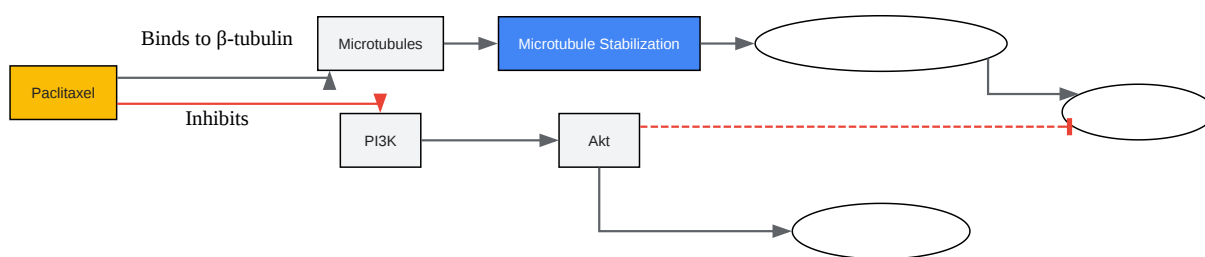 Binds to β-tubulin
Microtubules
Microtubule Stabilization
Paclitaxel
Inhibits
PI3K
Akt